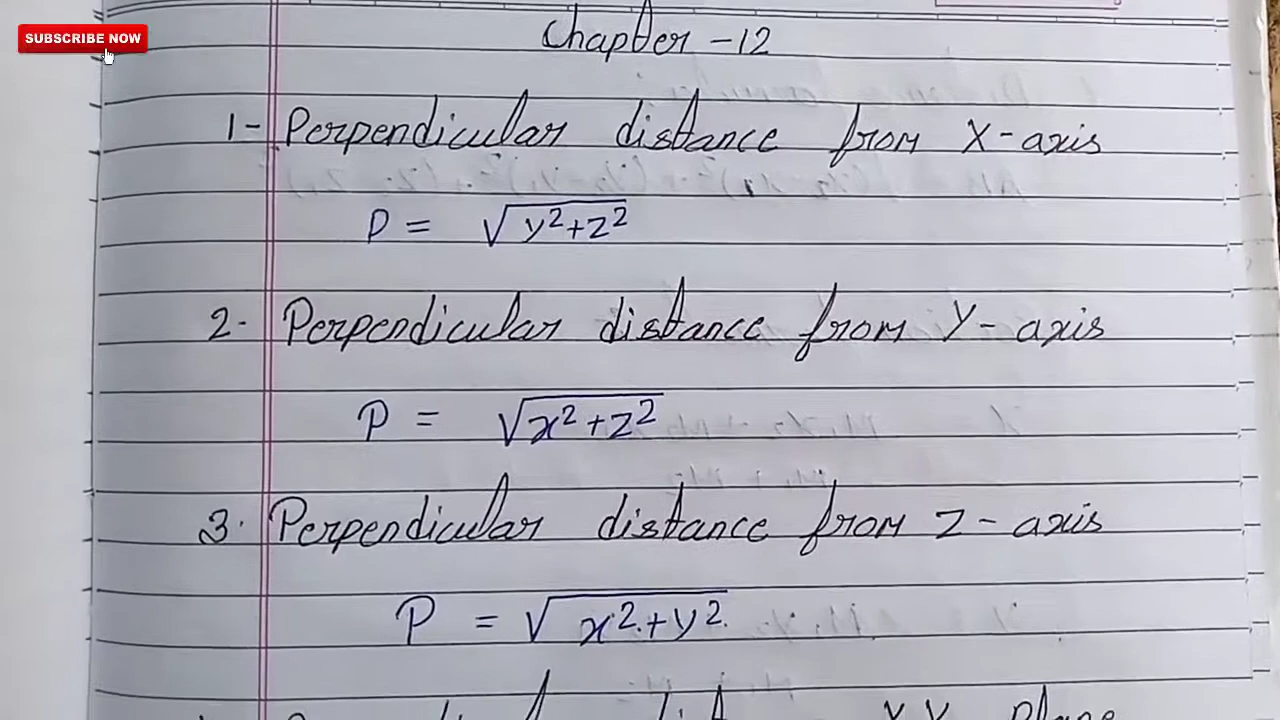 SUBSCRIBE NOW
Chapter - 12
1- Perpendicular distance from X-axis
P = √y²+z²
2- Perpendicular distance from Y-axis
P = √x²+z²
3. Perpendicular distance from Z-axis
P = √x²+y²